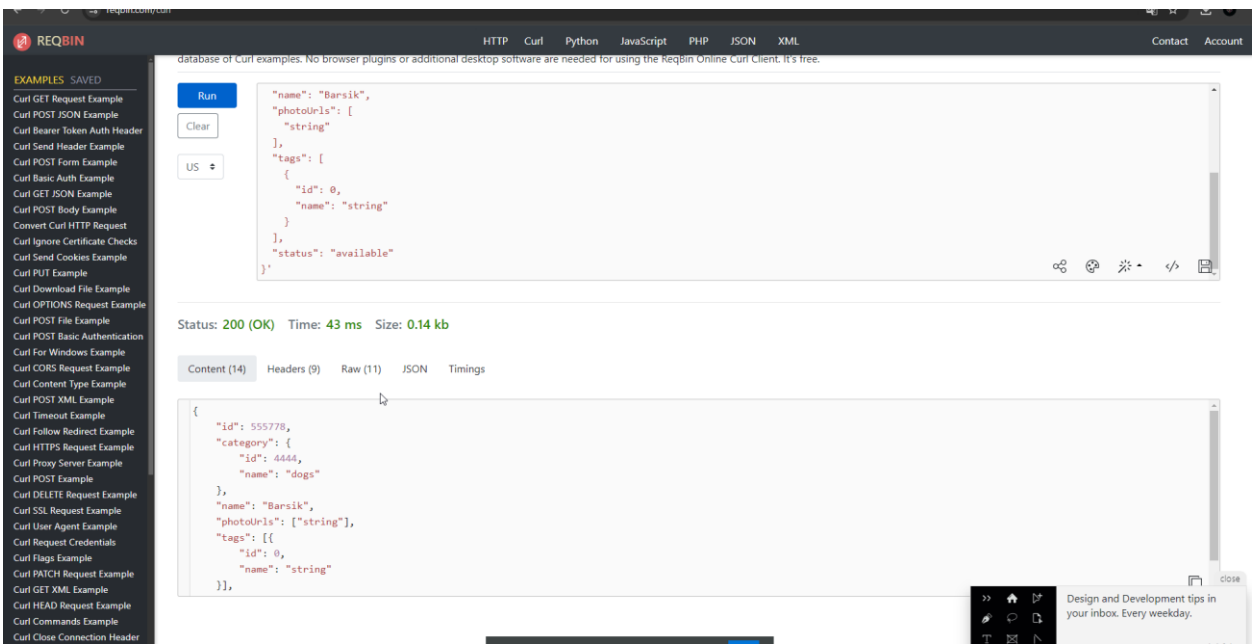 reqbin.com/curl
REQBIN
HTTP Curl Python JavaScript PHP JSON XML
Contact Account
database of Curl examples. No browser plugins or additional desktop software are needed for using the ReqBin Online Curl Client. It's free.
EXAMPLES SAVED
Curl GET Request Example
Curl POST JSON Example
Curl Bearer Token Auth Header
Curl Send Header Example
Curl POST Form Example
Curl Basic Auth Example
Curl GET JSON Example
Curl POST Body Example
Convert Curl HTTP Request
Curl Ignore Certificate Checks
Curl Send Cookies Example
Curl PUT Example
Curl Download File Example
Curl OPTIONS Request Example
Curl POST File Example
Curl POST Basic Authentication
Curl For Windows Example
Curl CORS Request Example
Curl Content Type Example
Curl POST XML Example
Curl Timeout Example
Curl Follow Redirect Example
Curl HTTPS Request Example
Curl Proxy Server Example
Curl POST Example
Curl DELETE Request Example
Curl SSL Request Example
Curl User Agent Example
Curl Request Credentials
Curl Flags Example
Curl PATCH Request Example
Curl GET XML Example
Curl HEAD Request Example
Curl Commands Example
Curl Close Connection Header
Run
Clear
US
"name": "Barsik",
"photoUrls": [
"string"
],
"tags": [
{
"id": 0,
"name": "string"
}
],
"status": "available"
}'
Status: 200 (OK) Time: 43 ms Size: 0.14 kb
Content (14) Headers (9) Raw (11) JSON Timings
{
"id": 555778,
"category": {
"id": 4444,
"name": "dogs"
},
"name": "Barsik",
"photoUrls": ["string"],
"tags": [{
"id": 0,
"name": "string"
}],
close
Design and Development tips in
your inbox. Every weekday.